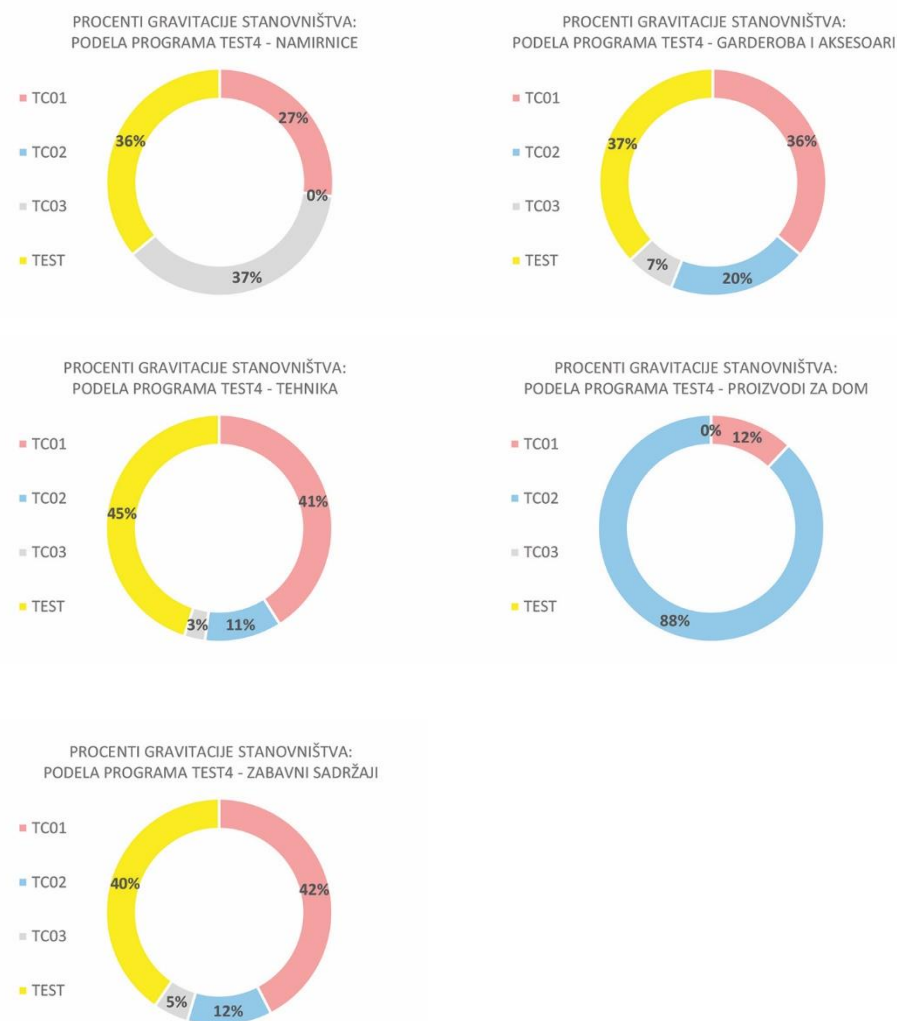 PROCENTI GRAVITACIJE STANOVNIŠTVA:
PODELA PROGRAMA TEST4 - NAMIRNICE
TC01
TC02
TC03
TEST
27%
0%
37%
36%
PROCENTI GRAVITACIJE STANOVNIŠTVA:
PODELA PROGRAMA TEST4 - GARDEROBA I AKSESOARI
TC01
TC02
TC03
TEST
36%
20%
7%
37%
PROCENTI GRAVITACIJE STANOVNIŠTVA:
PODELA PROGRAMA TEST4 - TEHNIKA
TC01
TC02
TC03
TEST
41%
11%
3%
45%
PROCENTI GRAVITACIJE STANOVNIŠTVA:
PODELA PROGRAMA TEST4 - PROIZVODI ZA DOM
TC01
TC02
TC03
TEST
0%
12%
88%
PROCENTI GRAVITACIJE STANOVNIŠTVA:
PODELA PROGRAMA TEST4 - ZABAVNI SADRŽAJI
TC01
TC02
TC03
TEST
42%
12%
5%
40%